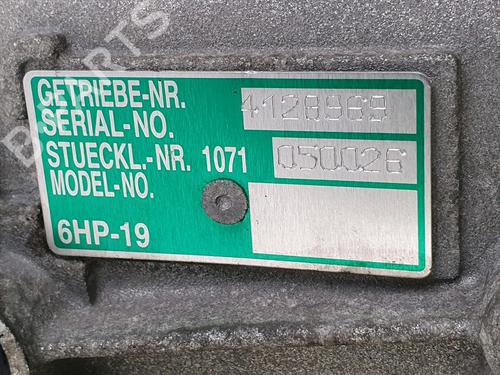 GETRIEBE-NR. 4128969
SERIAL-NO.
STUECKL.-NR. 1071 050026
MODEL-NO.
6HP-19